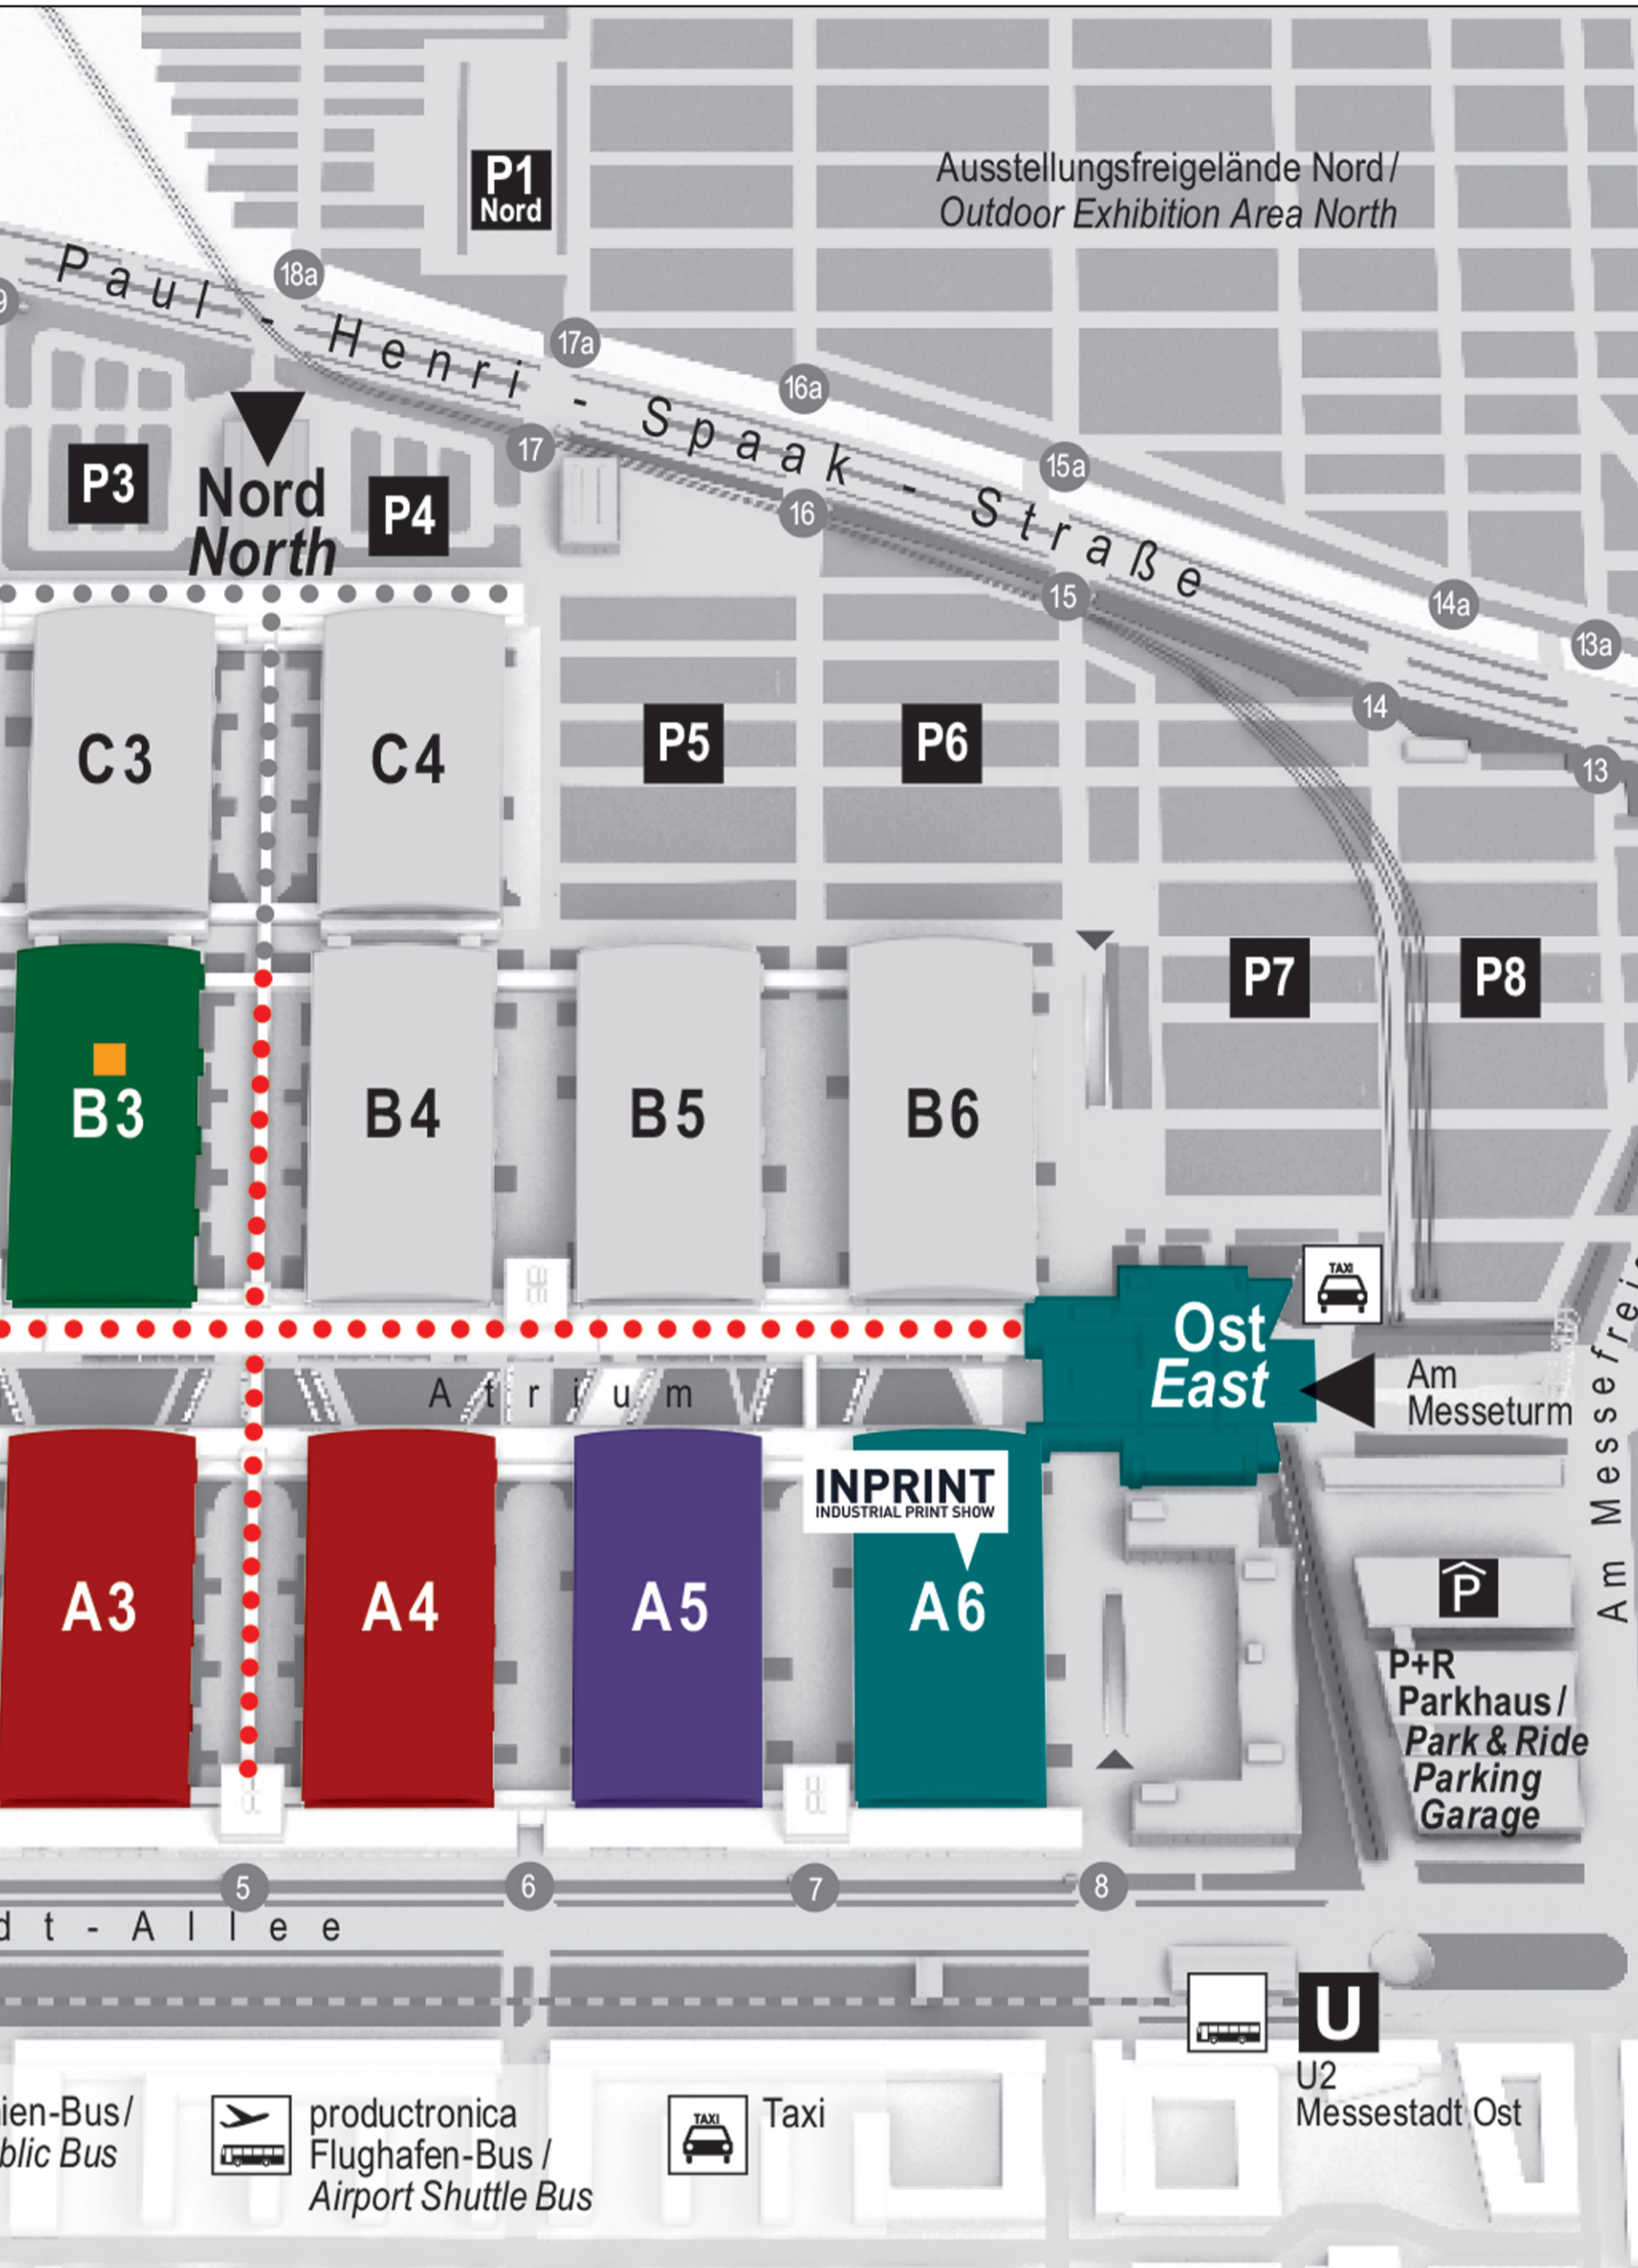 P1
Nord
Ausstellungsfreigelände Nord /
Outdoor Exhibition Area North
Paul - Henri - Spaak - Straße
18a
17a
16a
15a
14a
13a
9
17
16
15
14
13
P3
Nord
North
P4
C3
C4
P5
P6
P7
P8
B3
B4
B5
B6
TAXI
Ost
East
Am
Messeturm
Atrium
INPRINT
INDUSTRIAL PRINT SHOW
A3
A4
A5
A6
P
P+R
Parkhaus /
Park & Ride
Parking
Garage
Am Messefrei
5
6
7
8
dt-Allee
U
U2
Messestadt Ost
ien-Bus /
blic Bus
productronica
Flughafen-Bus /
Airport Shuttle Bus
TAXI
Taxi